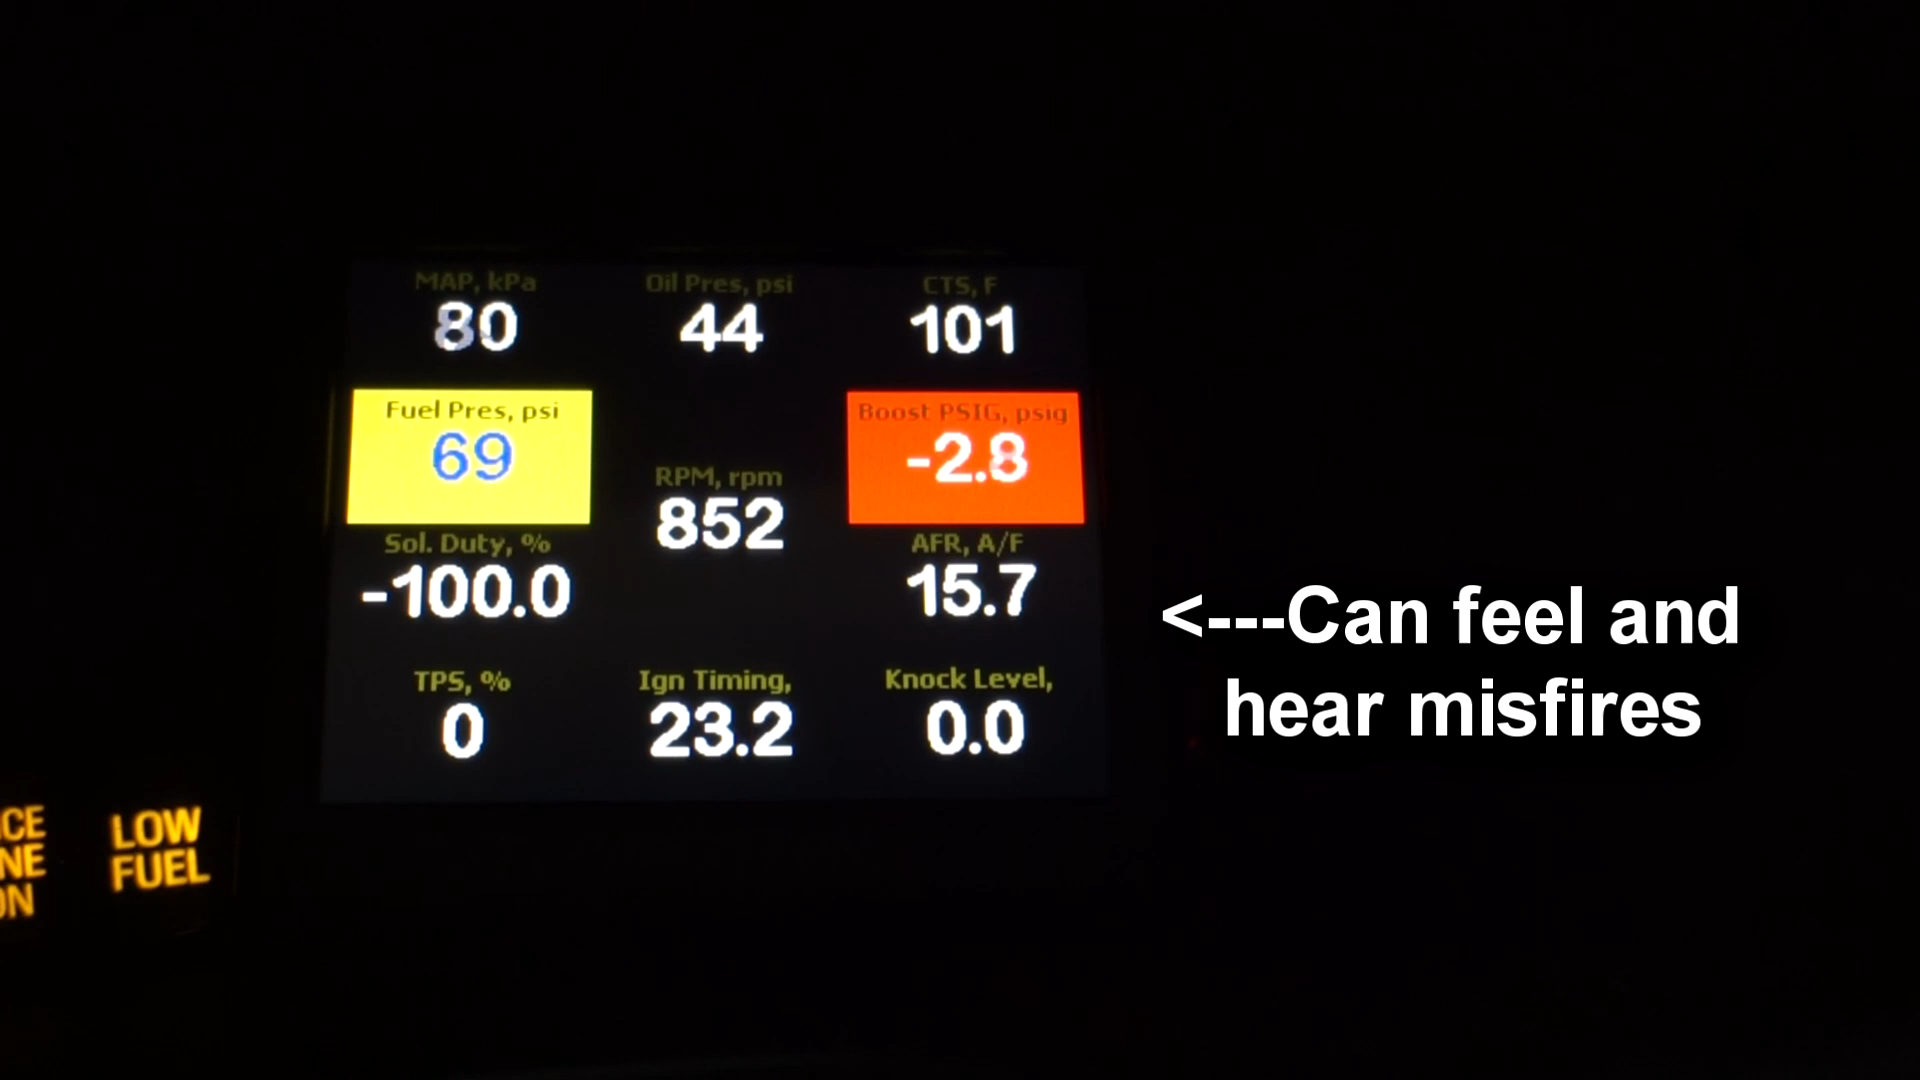 MAP, kPa
80
Oil Pres, psi
44
CTS, F
101
Fuel Pres, psi
69
RPM, rpm
852
Boost PSIG, psig
-2.8
Sol. Duty, %
-100.0
AFR, A/F
15.7
TPS, %
0
Ign Timing,
23.2
Knock Level,
0.0
<---Can feel and
hear misfires
LOW
FUEL